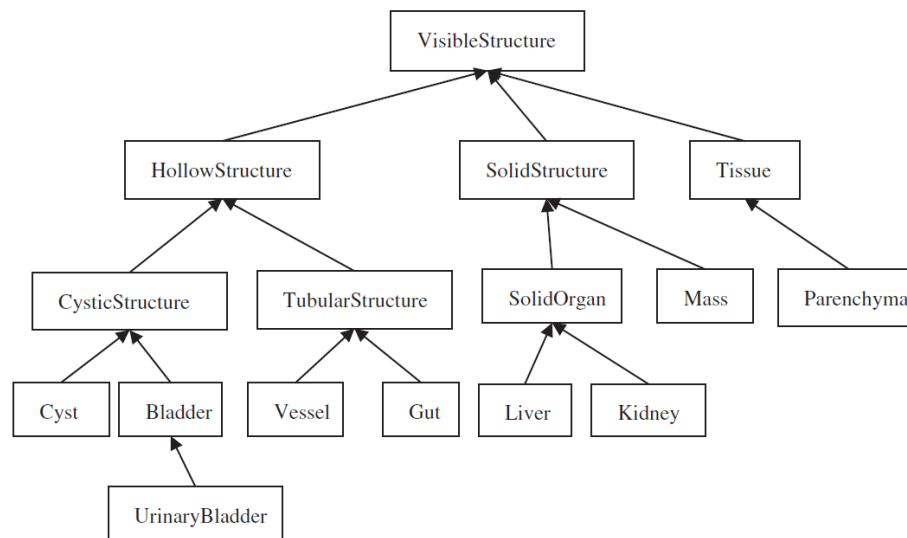 VisibleStructure
HollowStructure
SolidStructure
Tissue
CysticStructure
TubularStructure
SolidOrgan
Mass
Parenchyma
Cyst
Bladder
Vessel
Gut
Liver
Kidney
UrinaryBladder